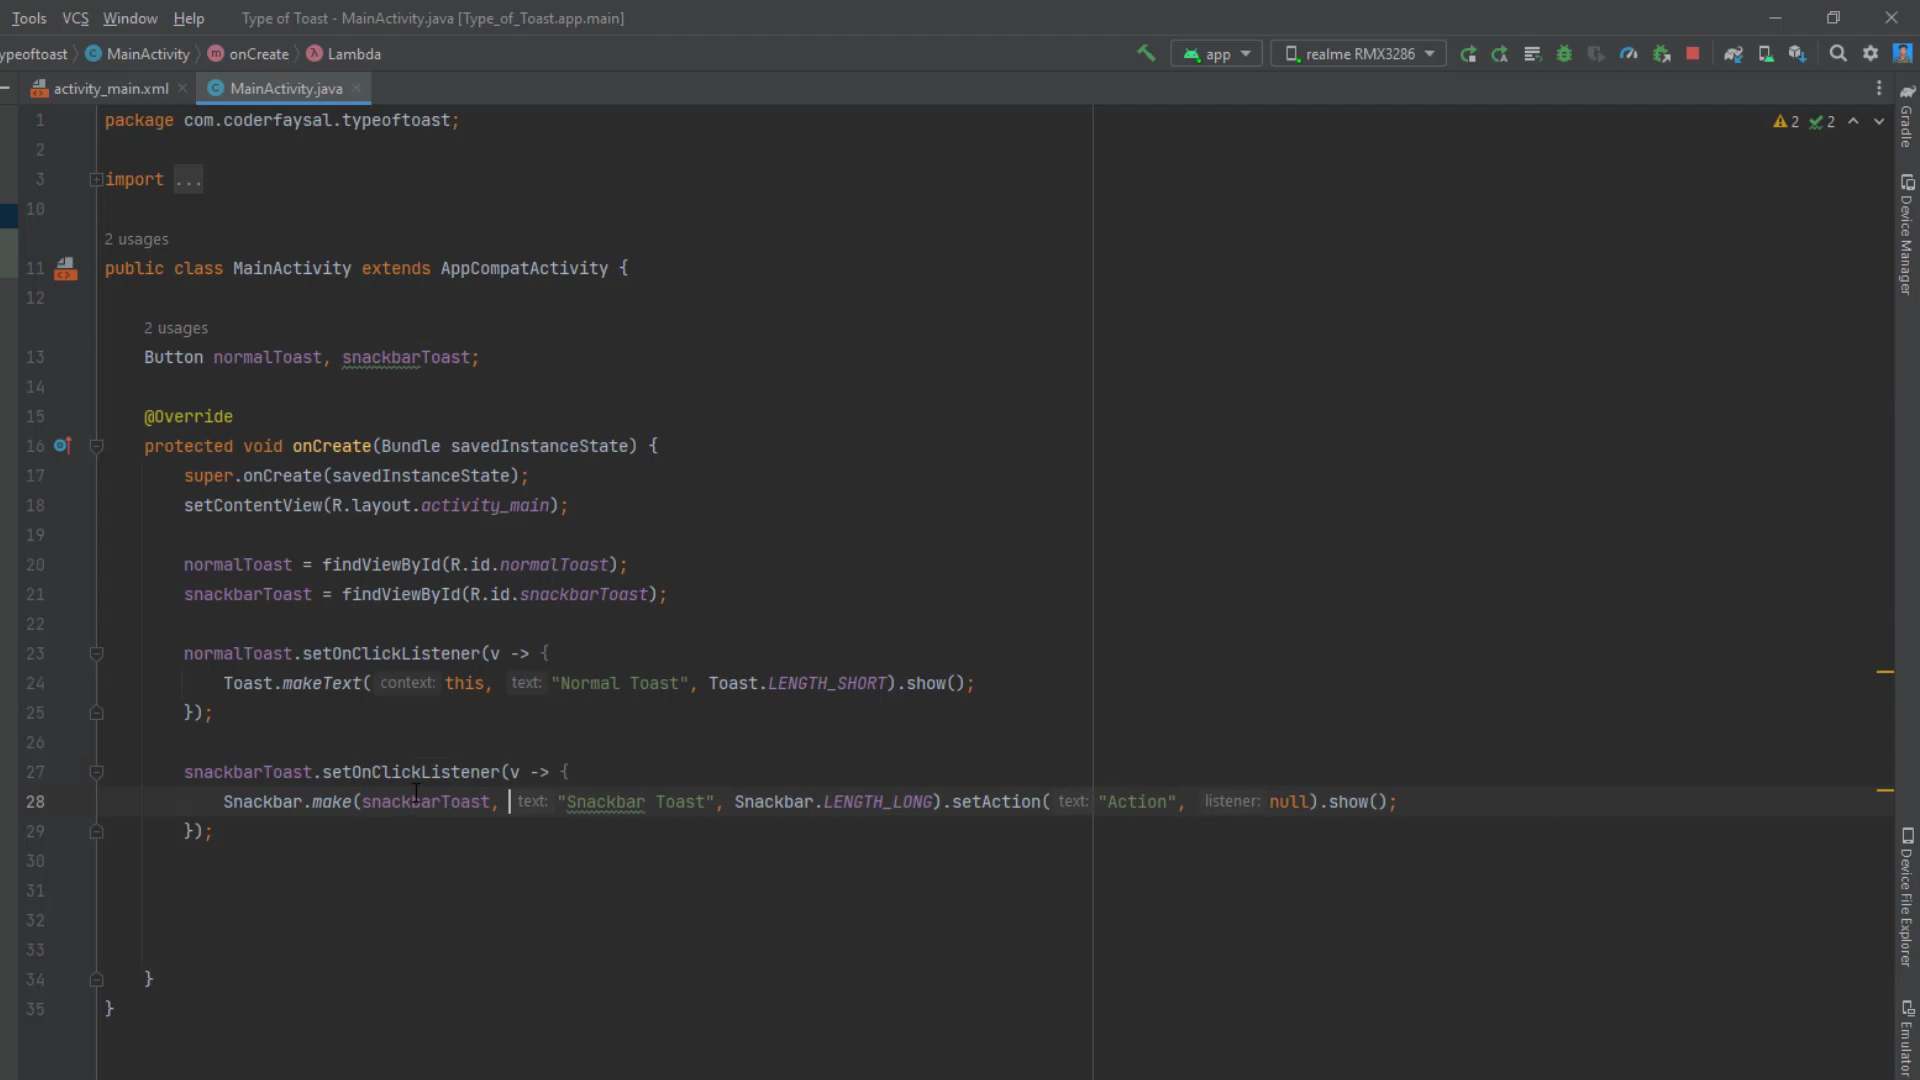 Tools VCS Window Help Type of Toast - MainActivity.java [Type_of_Toast.app.main]
ypeoftoast MainActivity onCreate Lambda app realme RMX3286
activity_main.xml MainActivity.java
1 package com.coderfaysal.typeoftoast; 2 2
2
3 import ...
10
2 usages
11 public class MainActivity extends AppCompatActivity {
12
2 usages
13 Button normalToast, snackbarToast;
14
15 @Override
16 protected void onCreate(Bundle savedInstanceState) {
17 super.onCreate(savedInstanceState);
18 setContentView(R.layout.activity_main);
19
20 normalToast = findViewById(R.id.normalToast);
21 snackbarToast = findViewById(R.id.snackbarToast);
22
23 normalToast.setOnClickListener(v -> {
24 Toast.makeText( context: this, text: "Normal Toast", Toast.LENGTH_SHORT).show();
25 });
26
27 snackbarToast.setOnClickListener(v -> {
28 Snackbar.make(snackbarToast, text: "Snackbar Toast", Snackbar.LENGTH_LONG).setAction( text: "Action", listener: null).show();
29 });
30
31
32
33
34 }
35 }
Gradle
Device Manager
Device File Explorer
Emulator